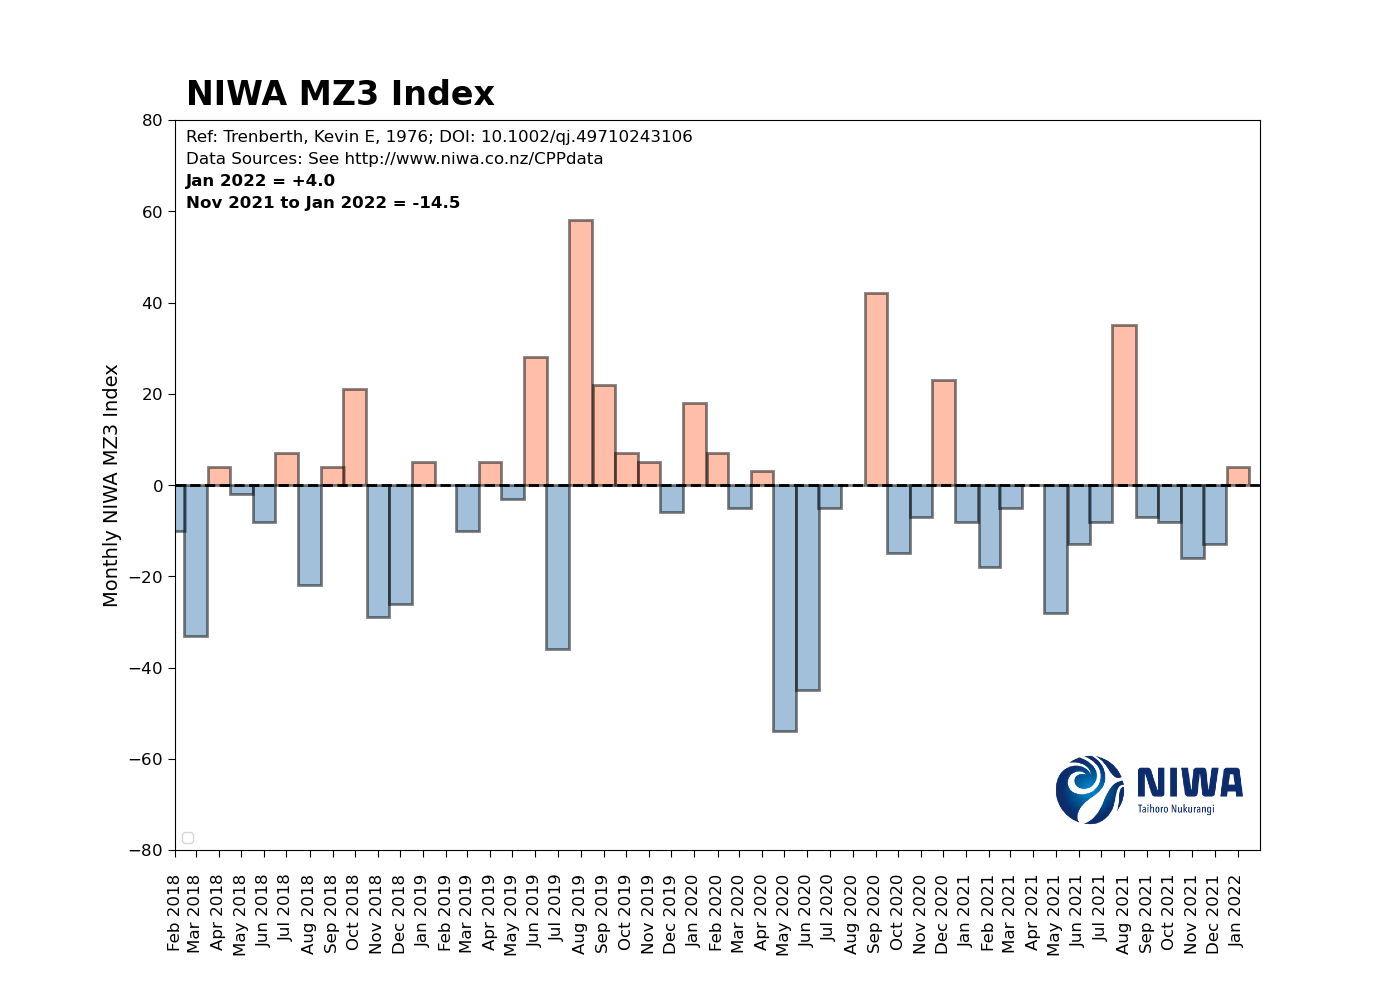 NIWA MZ3 Index
Ref: Trenberth, Kevin E, 1976; DOI: 10.1002/qj.49710243106
Data Sources: See http://www.niwa.co.nz/CPPdata
Jan 2022 = +4.0
Nov 2021 to Jan 2022 = -14.5
Monthly NIWA MZ3 Index
80
60
40
20
0
−20
−40
−60
−80
NIWA
Taihoro Nukurangi
Feb 2018
Mar 2018
Apr 2018
May 2018
Jun 2018
Jul 2018
Aug 2018
Sep 2018
Oct 2018
Nov 2018
Dec 2018
Jan 2019
Feb 2019
Mar 2019
Apr 2019
May 2019
Jun 2019
Jul 2019
Aug 2019
Sep 2019
Oct 2019
Nov 2019
Dec 2019
Jan 2020
Feb 2020
Mar 2020
Apr 2020
May 2020
Jun 2020
Jul 2020
Aug 2020
Sep 2020
Oct 2020
Nov 2020
Dec 2020
Jan 2021
Feb 2021
Mar 2021
Apr 2021
May 2021
Jun 2021
Jul 2021
Aug 2021
Sep 2021
Oct 2021
Nov 2021
Dec 2021
Jan 2022